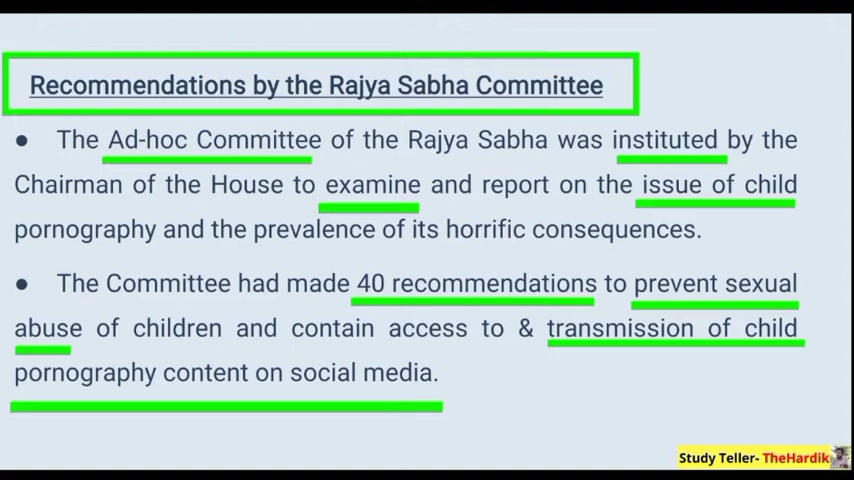 Recommendations by the Rajya Sabha Committee
● The Ad-hoc Committee of the Rajya Sabha was instituted by the
Chairman of the House to examine and report on the issue of child
pornography and the prevalence of its horrific consequences.
● The Committee had made 40 recommendations to prevent sexual
abuse of children and contain access to & transmission of child
pornography content on social media.
Study Teller- TheHardik